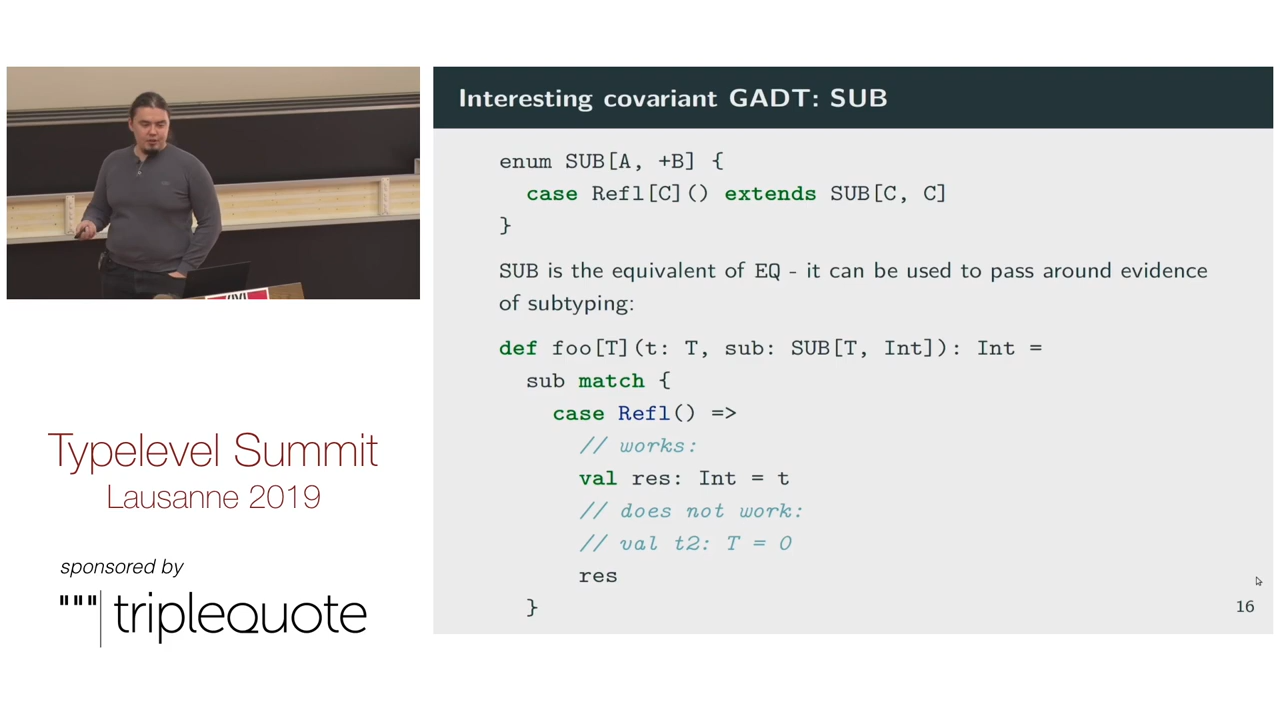 Interesting covariant GADT: SUB
enum SUB[A, +B] {
case Refl[C]() extends SUB[C, C]
}
SUB is the equivalent of EQ - it can be used to pass around evidence
of subtyping:
def foo[T](t: T, sub: SUB[T, Int]): Int =
sub match {
case Refl() =>
// works:
val res: Int = t
// does not work:
// val t2: T = 0
res
}
16
Typelevel Summit
Lausanne 2019
sponsored by
"""|triplequote